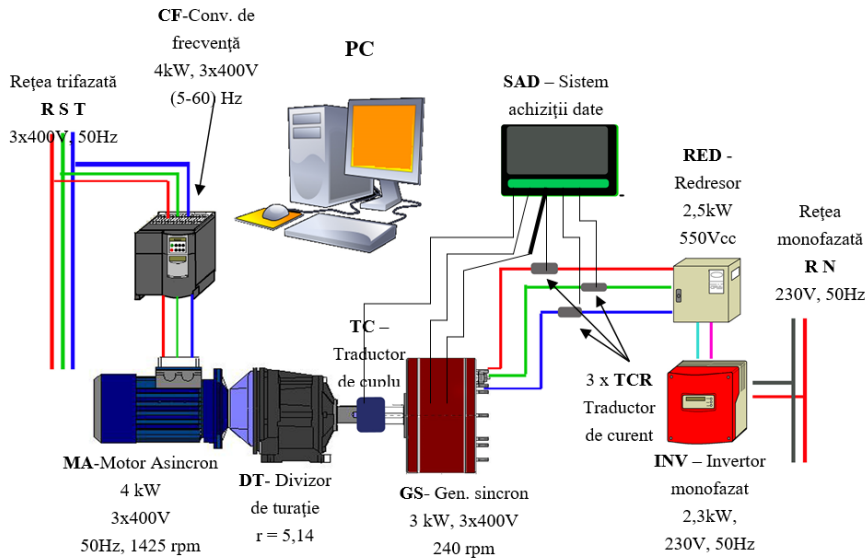 CF-Conv. de
frecvență
4kW, 3x400V
(5-60) Hz
PC
Rețea trifazată
R S T
3x400V, 50Hz
SAD – Sistem
achiziții date
RED -
Redresor
2,5kW
550Vcc
Rețea
monofazată
R N
230V, 50Hz
TC –
Traductor
de cuplu
3 x TCR
Traductor
de curent
MA-Motor Asincron
4 kW
3x400V
50Hz, 1425 rpm
DT- Divizor
de turație
r = 5,14
GS- Gen. sincron
3 kW, 3x400V
240 rpm
INV – Invertor
monofazat
2,3kW,
230V, 50Hz